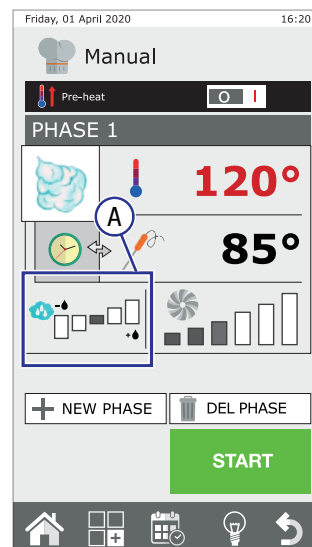 Friday, 01 April 2020 16:20
Manual
Pre-heat O I
PHASE 1
120°
A
85°
NEW PHASE DEL PHASE
START